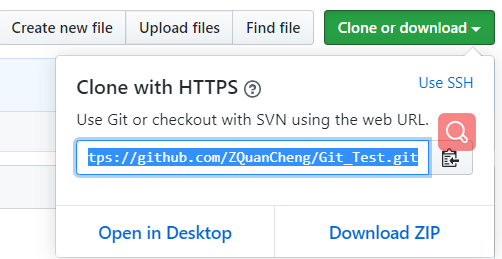 Create new file Upload files Find file Clone or download
Clone with HTTPS ? Use SSH
Use Git or checkout with SVN using the web URL.
tps://github.com/ZQuanCheng/Git_Test.git
Open in Desktop Download ZIP